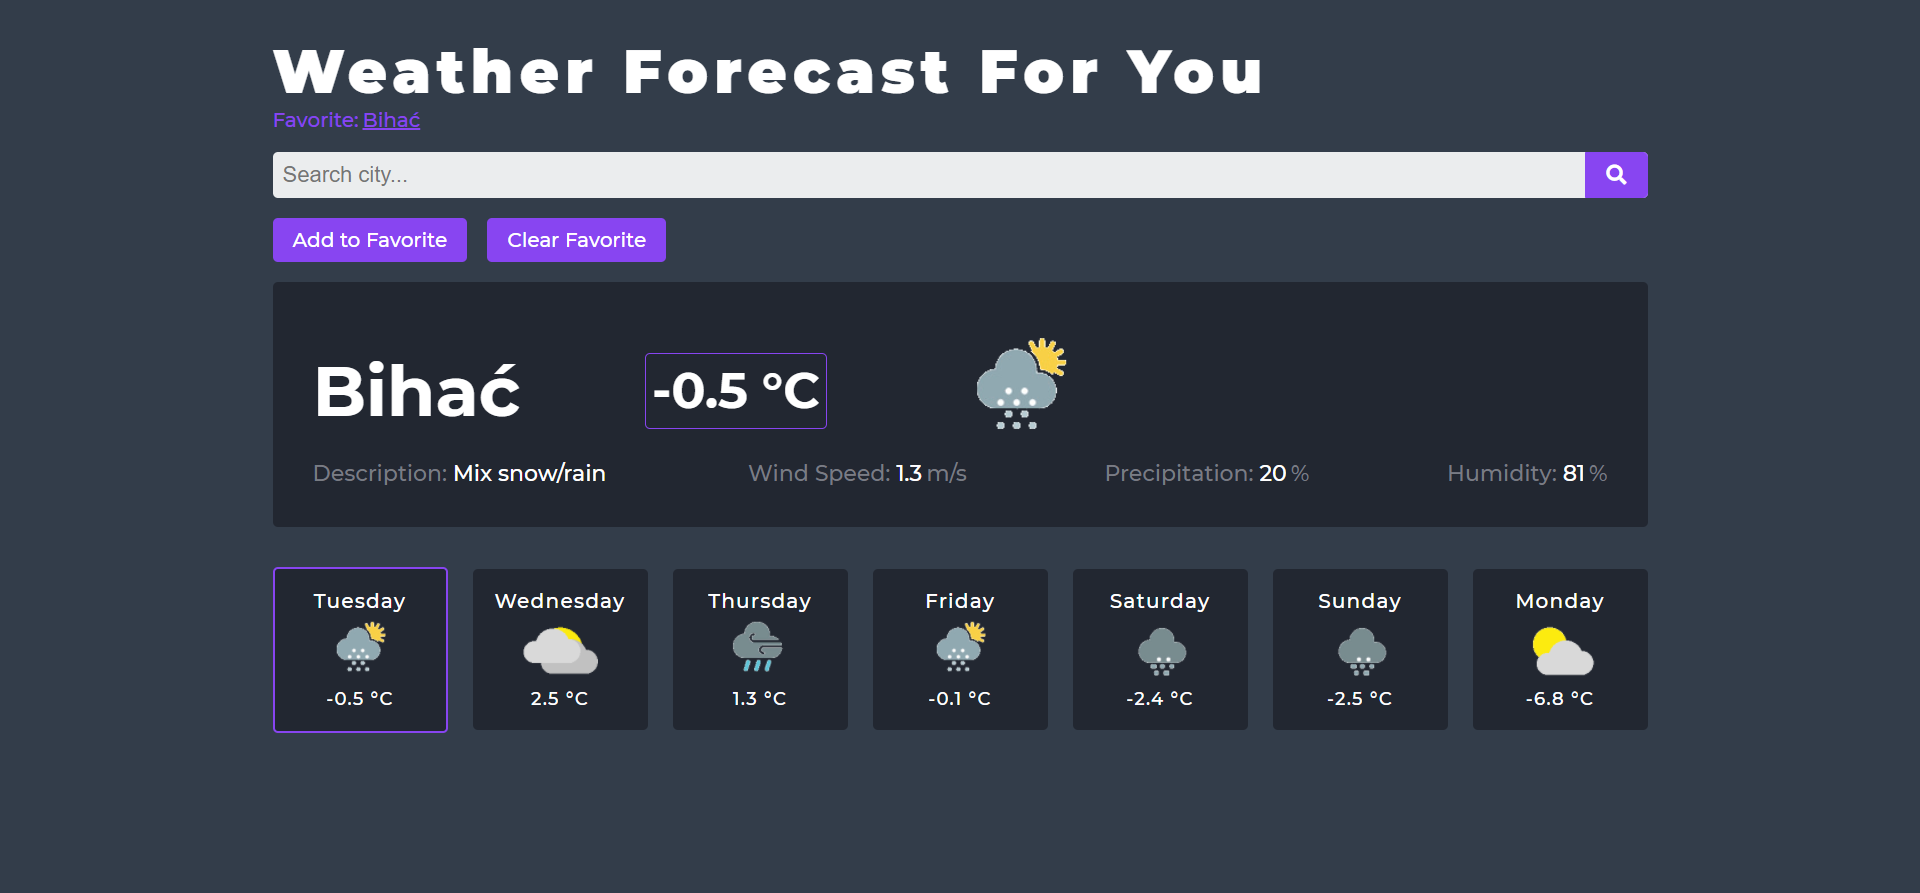 Weather Forecast For You
Favorite: Bihać
Search city...
Add to Favorite Clear Favorite
Bihać -0.5 °C
Description: Mix snow/rain Wind Speed: 1.3 m/s Precipitation: 20 % Humidity: 81 %
Tuesday Wednesday Thursday Friday Saturday Sunday Monday
-0.5 °C 2.5 °C 1.3 °C -0.1 °C -2.4 °C -2.5 °C -6.8 °C